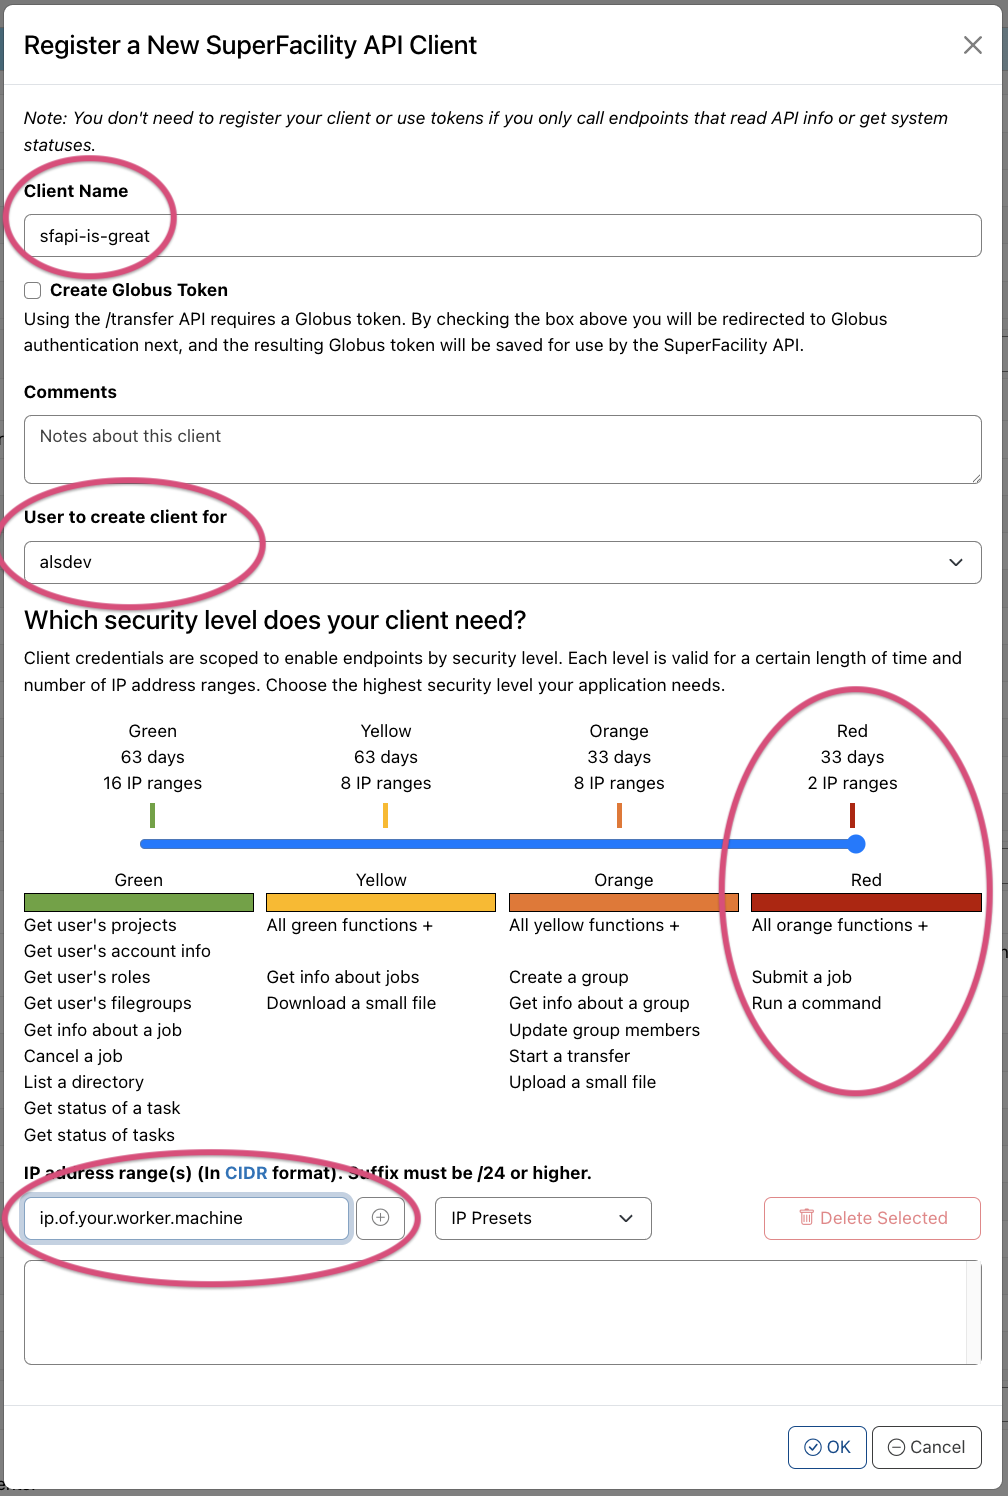 Register a New SuperFacility API Client
Note: You don't need to register your client or use tokens if you only call endpoints that read API info or get system
statuses.
Client Name
sfapi-is-great
Create Globus Token
Using the /transfer API requires a Globus token. By checking the box above you will be redirected to Globus
authentication next, and the resulting Globus token will be saved for use by the SuperFacility API.
Comments
Notes about this client
User to create client for
alsdev
Which security level does your client need?
Client credentials are scoped to enable endpoints by security level. Each level is valid for a certain length of time and
number of IP address ranges. Choose the highest security level your application needs.
Green
63 days
16 IP ranges
Yellow
63 days
8 IP ranges
Orange
33 days
8 IP ranges
Red
33 days
2 IP ranges
Green
Get user's projects
Get user's account info
Get user's roles
Get user's filegroups
Get info about a job
Cancel a job
List a directory
Get status of a task
Get status of tasks
Yellow
All green functions +
Get info about jobs
Download a small file
Orange
All yellow functions +
Create a group
Get info about a group
Update group members
Start a transfer
Upload a small file
Red
All orange functions +
Submit a job
Run a command
IP address range(s) (In CIDR format). Suffix must be /24 or higher.
ip.of.your.worker.machine
IP Presets
Delete Selected
OK
Cancel